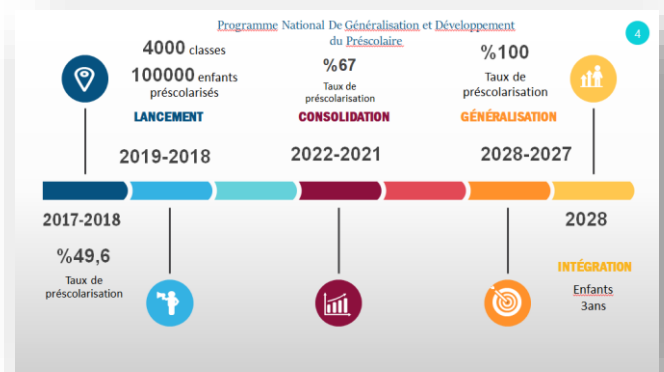 Programme National De Généralisation et Développement
du Préscolaire
4
4000 classes
100000 enfants
préscolarisés
LANCEMENT
2019-2018
%67
Taux de
préscolarisation
CONSOLIDATION
2022-2021
%100
Taux de
préscolarisation
GÉNÉRALISATION
2028-2027
2017-2018
%49,6
Taux de
préscolarisation
2028
INTÉGRATION
Enfants
3ans